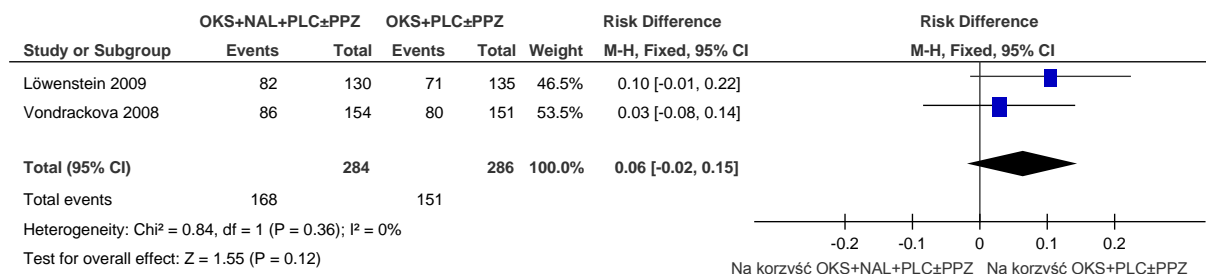 OKS+NAL+PLC±PPZ OKS+PLC±PPZ Risk Difference Risk Difference
Study or Subgroup Events Total Events Total Weight M-H, Fixed, 95% CI M-H, Fixed, 95% CI
Löwenstein 2009 82 130 71 135 46.5% 0.10 [-0.01, 0.22]
Vondrackova 2008 86 154 80 151 53.5% 0.03 [-0.08, 0.14]
Total (95% CI) 284 286 100.0% 0.06 [-0.02, 0.15]
Total events 168 151
Heterogeneity: Chi² = 0.84, df = 1 (P = 0.36); I² = 0%
Test for overall effect: Z = 1.55 (P = 0.12)
-0.2 -0.1 0 0.1 0.2
Na korzyść OKS+NAL+PLC±PPZ Na korzyść OKS+PLC±PPZ